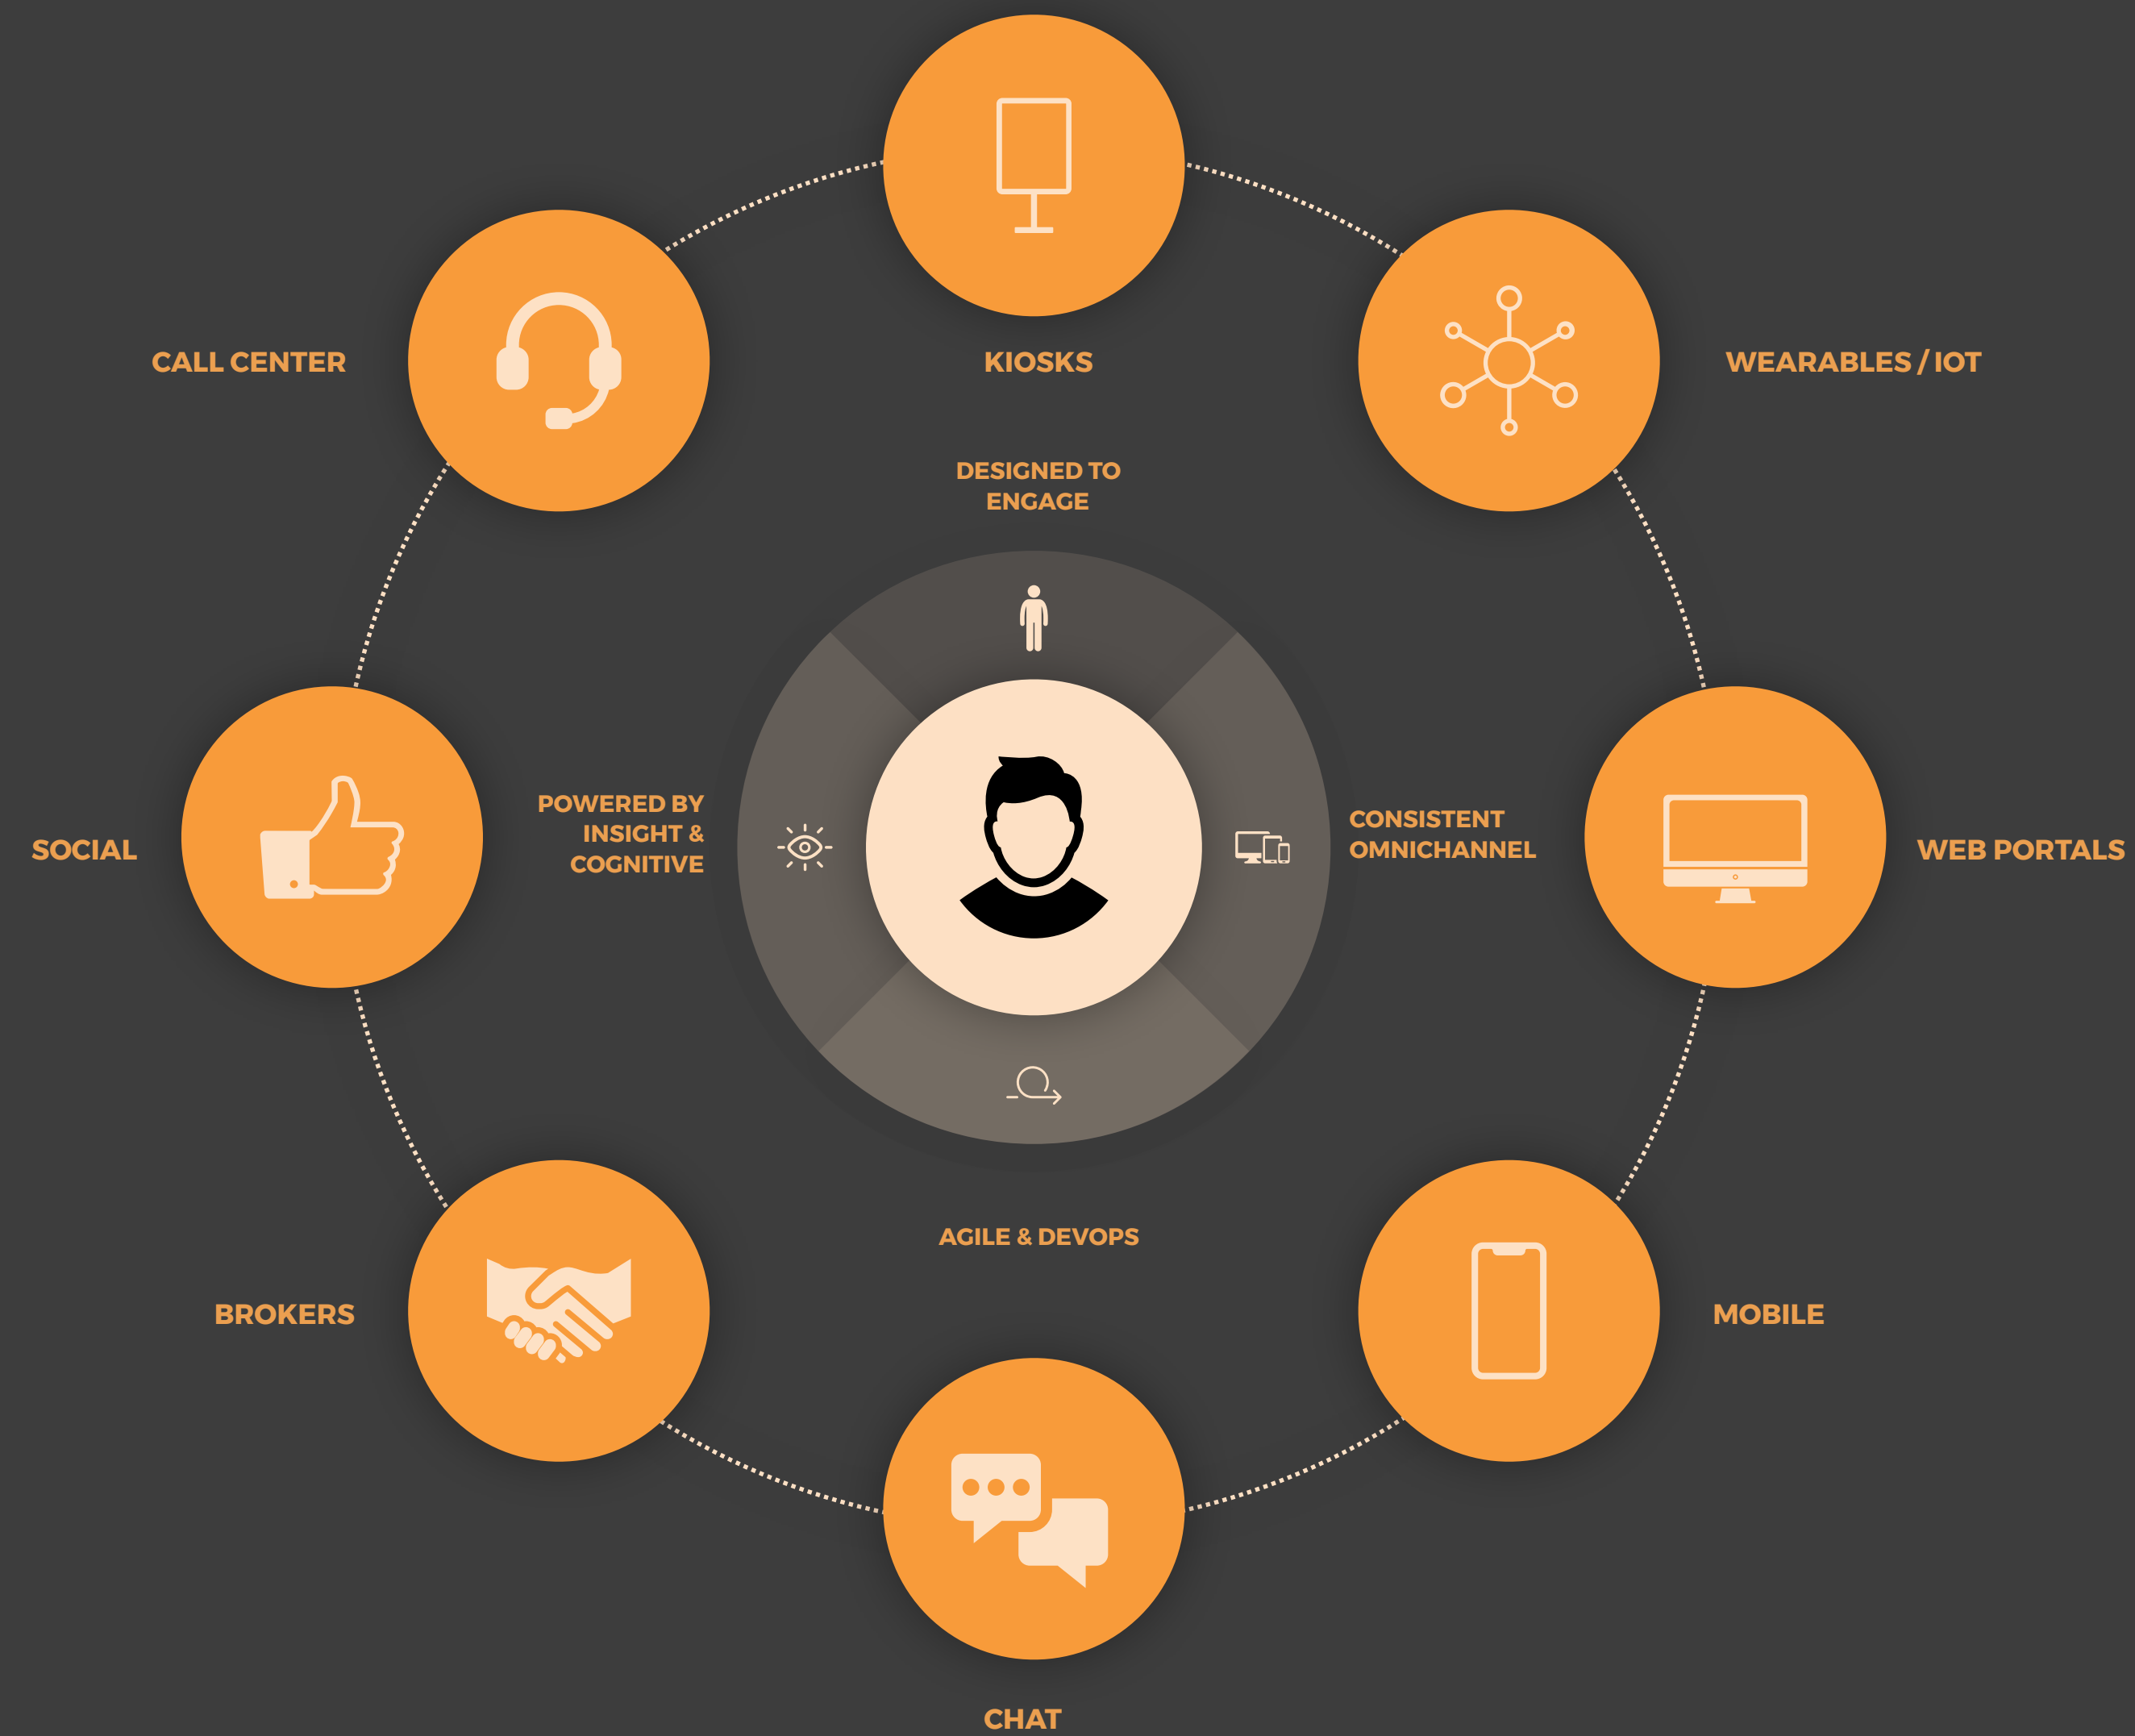 CALL CENTER
KIOSKS
WEARABLES / IOT
DESIGNED TO
ENGAGE
SOCIAL
POWERED BY
INSIGHT &
COGNITIVE
CONSISTENT
OMNICHANNEL
WEB PORTALS
AGILE & DEVOPS
BROKERS
MOBILE
CHAT